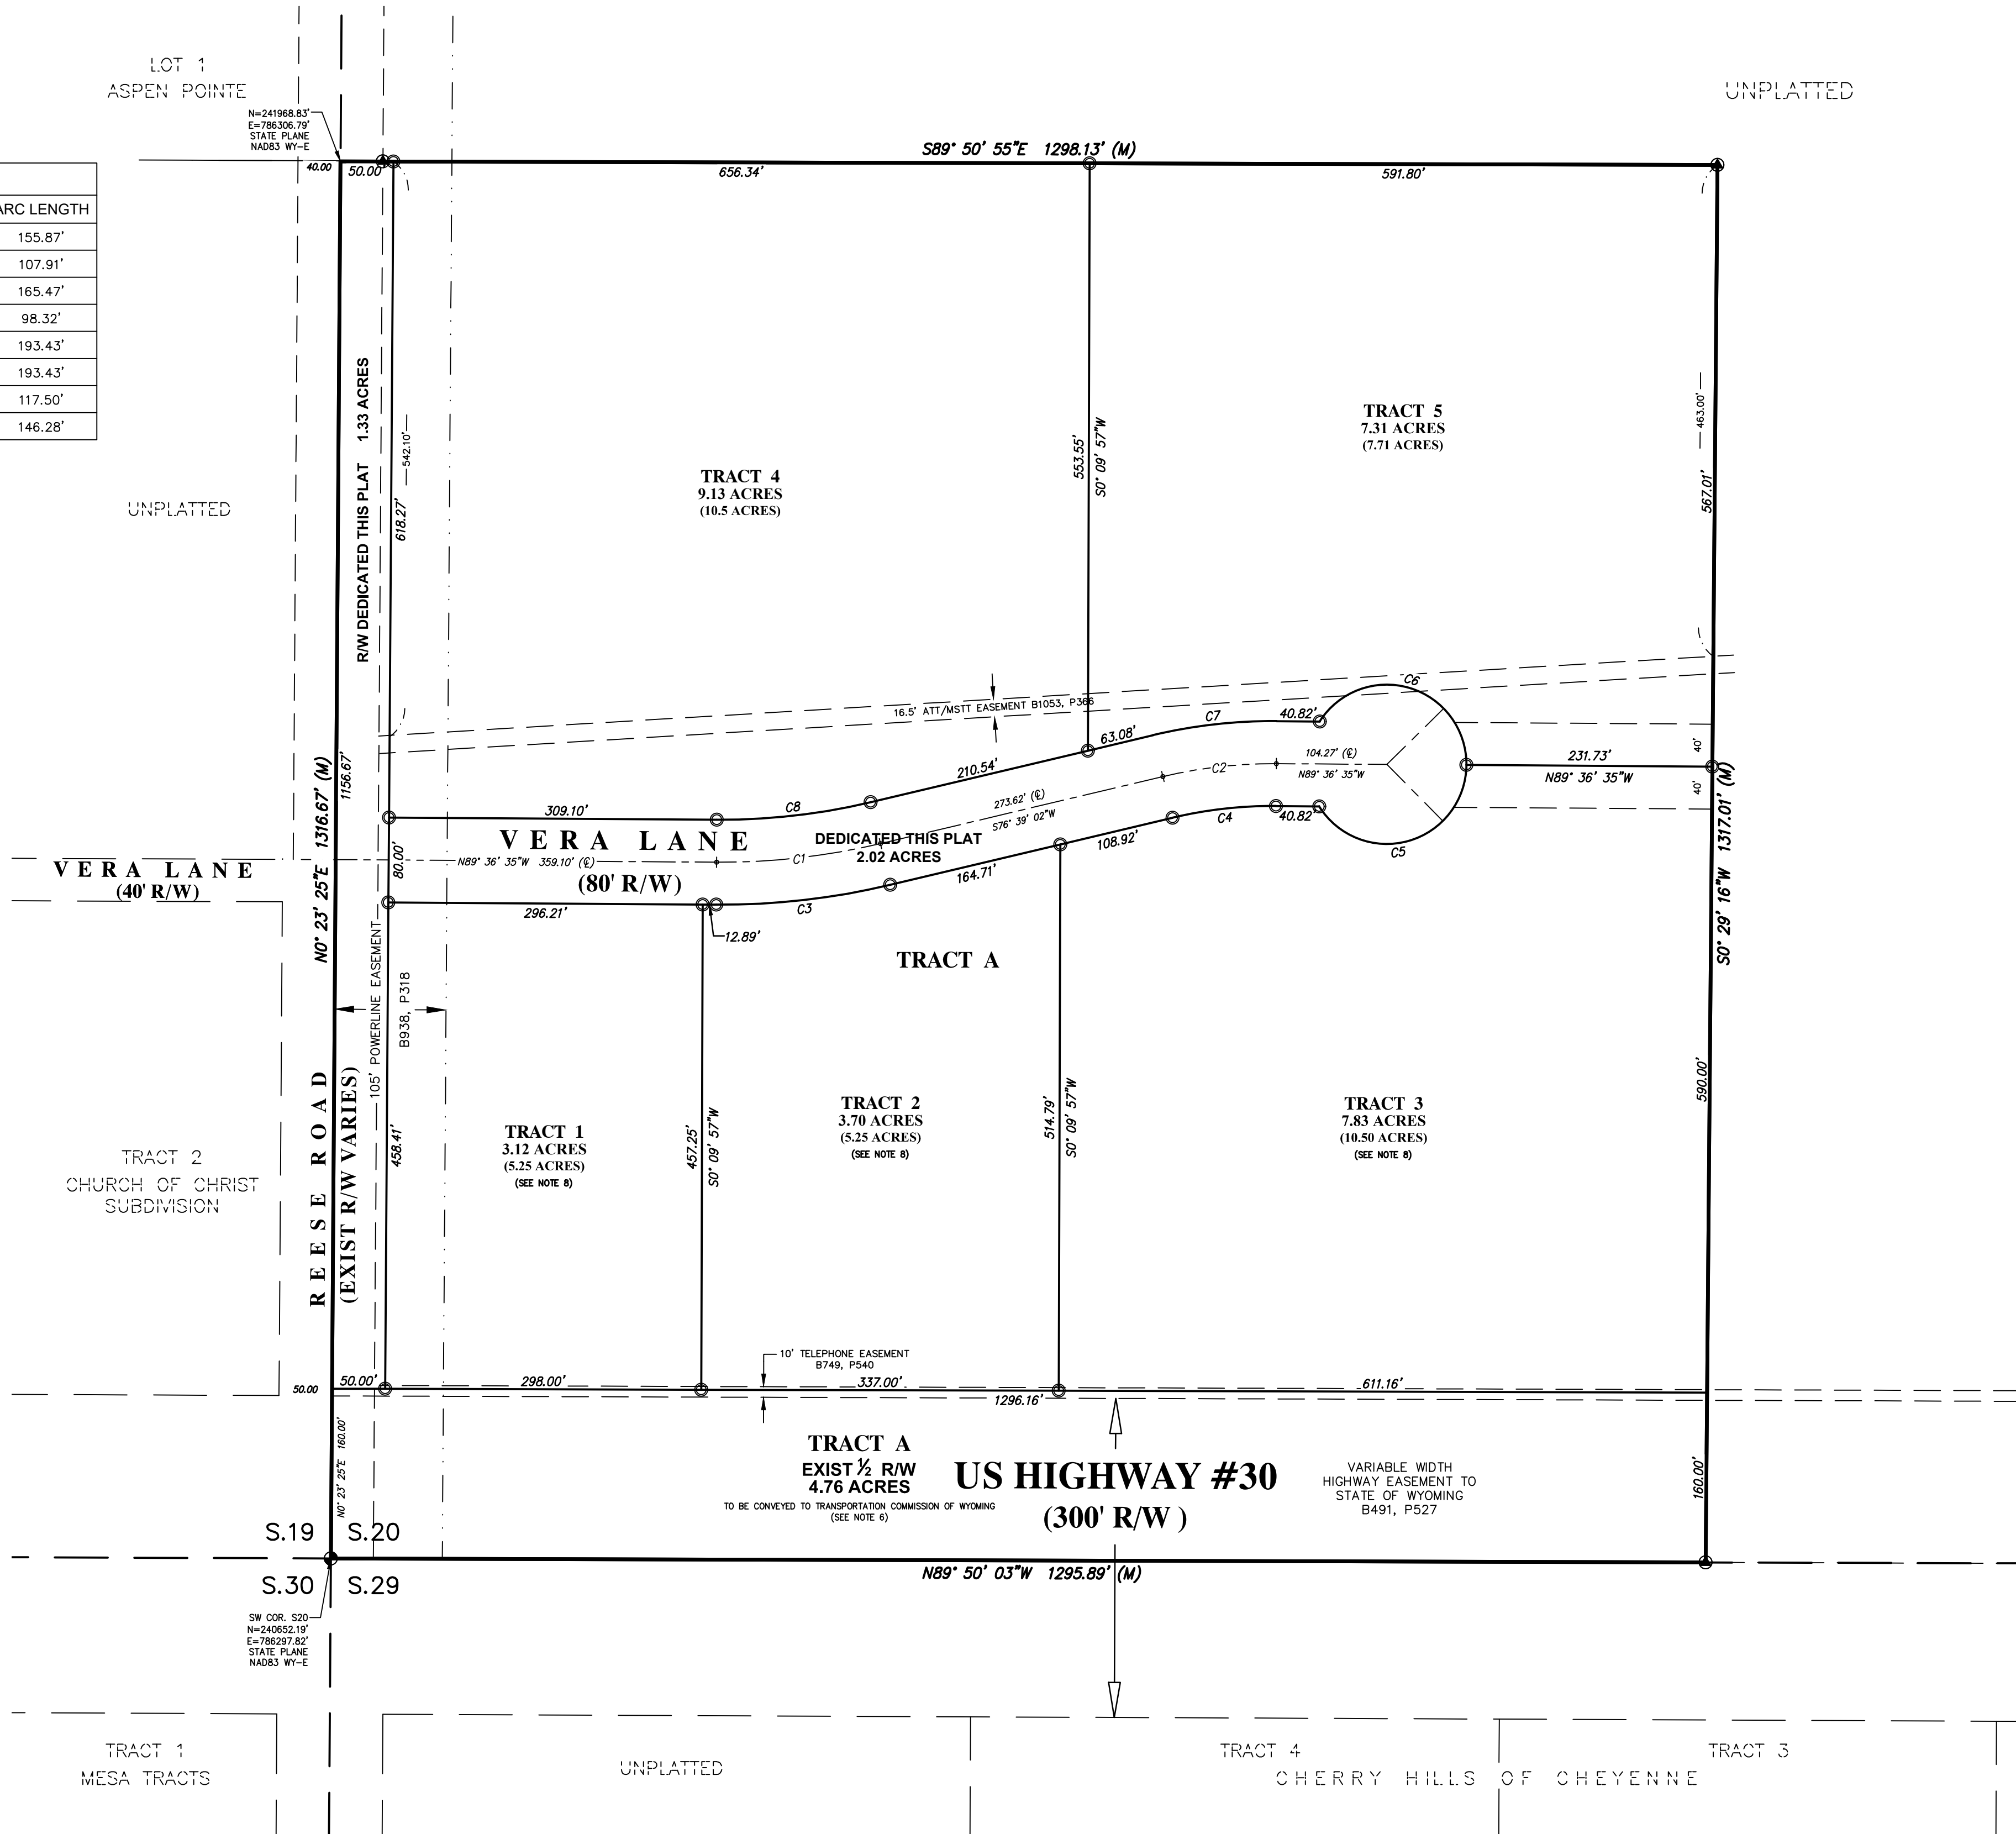 LOT 1
ASPEN POINTE
UNPLATTED
N=241968.83'
E=786306.79'
STATE PLANE
NAD83 WY-E
S89° 50' 55"E 1298.13' (M)
40.00
50.00
656.34'
591.80'
ARC LENGTH
155.87'
107.91'
165.47'
98.32'
193.43'
193.43'
117.50'
146.28'
UNPLATTED
R/W DEDICATED THIS PLAT 1.33 ACRES
618.27'
542.10'
TRACT 4
9.13 ACRES
(10.5 ACRES)
553.55'
S0° 09' 57"W
TRACT 5
7.31 ACRES
(7.71 ACRES)
463.00'
567.01'
N0° 23' 25"E 1316.67' (M)
1156.67'
16.5' ATT/MSTT EASEMENT B1053, P366
C6
40.82'
C7
63.08'
210.54'
C8
309.10'
104.27' (℄)
N89° 36' 35"W
C2
273.62' (℄)
S76° 39' 02"W
40'
40'
231.73'
N89° 36' 35"W
S0° 29' 16"W 1317.01' (M)
VERA LANE
(80' R/W)
DEDICATED THIS PLAT
2.02 ACRES
N89° 36' 35"W 359.10' (℄)
C1
80.00'
VERA LANE
(40' R/W)
40.82'
C4
C5
108.92'
164.71'
C3
296.21'
12.89'
TRACT A
105' POWERLINE EASEMENT
B938, P318
REESE ROAD
(EXIST R/W VARIES)
458.41'
457.25'
S0° 09' 57"W
514.79'
S0° 09' 57"W
590.00'
TRACT 1
3.12 ACRES
(5.25 ACRES)
(SEE NOTE 8)
TRACT 2
3.70 ACRES
(5.25 ACRES)
(SEE NOTE 8)
TRACT 3
7.83 ACRES
(10.50 ACRES)
(SEE NOTE 8)
TRACT 2
CHURCH OF CHRIST
SUBDIVISION
10' TELEPHONE EASEMENT
B749, P540
50.00
50.00'
298.00'
337.00'
611.16'
1296.16'
N0° 23' 25"E 160.00'
160.00'
TRACT A
EXIST ½ R/W
4.76 ACRES
TO BE CONVEYED TO TRANSPORTATION COMMISSION OF WYOMING
(SEE NOTE 6)
US HIGHWAY #30
(300' R/W )
VARIABLE WIDTH
HIGHWAY EASEMENT TO
STATE OF WYOMING
B491, P527
S.19 S.20
S.30 S.29
N89° 50' 03"W 1295.89' (M)
SW COR. S20
N=240652.19'
E=786297.82'
STATE PLANE
NAD83 WY-E
TRACT 1
MESA TRACTS
UNPLATTED
TRACT 4
TRACT 3
CHERRY HILLS OF CHEYENNE